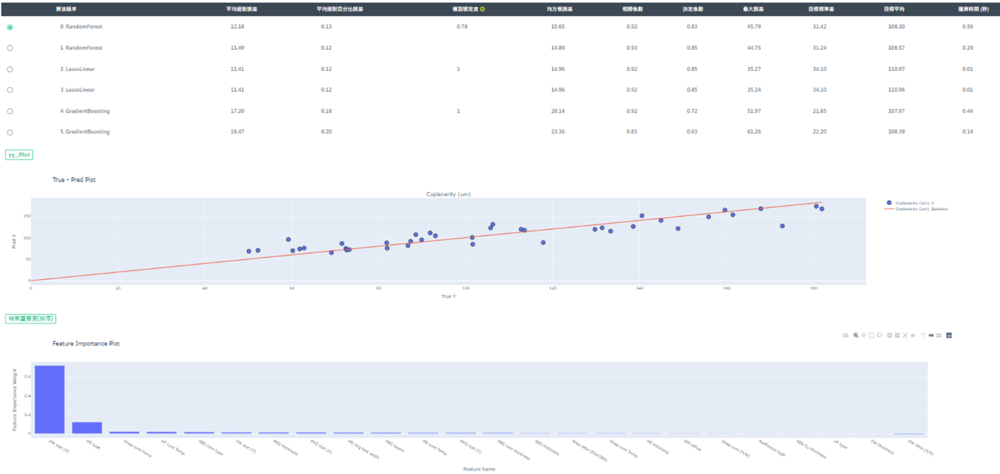 算法順序 平均絕對誤差 平均絕對百分比誤差 模型穩定度 均方根誤差 相關係數 決定係數 最大誤差 目標標準差 目標平均 運算時間 (秒)
0_RandomForest 12.18 0.13 0.78 15.65 0.92 0.83 45.79 31.42 108.30 0.56
1_RandomForest 11.49 0.12 14.89 0.93 0.85 44.75 31.24 108.57 0.29
2_LassoLinear 11.41 0.12 1 14.96 0.92 0.85 35.27 34.10 110.97 0.01
3_LassoLinear 11.41 0.12 14.96 0.92 0.85 35.24 34.10 110.96 0.01
4_GradientBoosting 17.20 0.18 1 20.14 0.92 0.72 51.97 21.85 107.97 0.44
5_GradientBoosting 19.47 0.20 23.36 0.83 0.63 61.26 22.20 108.39 0.14
yy_Plot
True - Pred Plot
Coplanarity (um)
Coplanarity (um)_Y
Coplanarity (um)_Baseline
Pred Y
150
100
50
0
0 20 40 60 80 100 120 140 160 180
True Y
特徵重要度(排序)
Feature Importance Plot
Feature Importance Weight
0.6
0.4
0.2
0
Die size (X) HS type Snap cure Force UF cure Temp. SBS core type Die size (Y) PKG thickness PKG size (X) HS ring foot width SBS layers HS cure Temp. PKG size (Y) SBS core thickness SBS thickness Area ratio (Die/SBS) Snap cure Temp. HS thickness BH reflow Snap cure (Y/N) Adhesive type SBS Cu thickness UF type Die thickness Die ratio (X/Y)
Feature Name